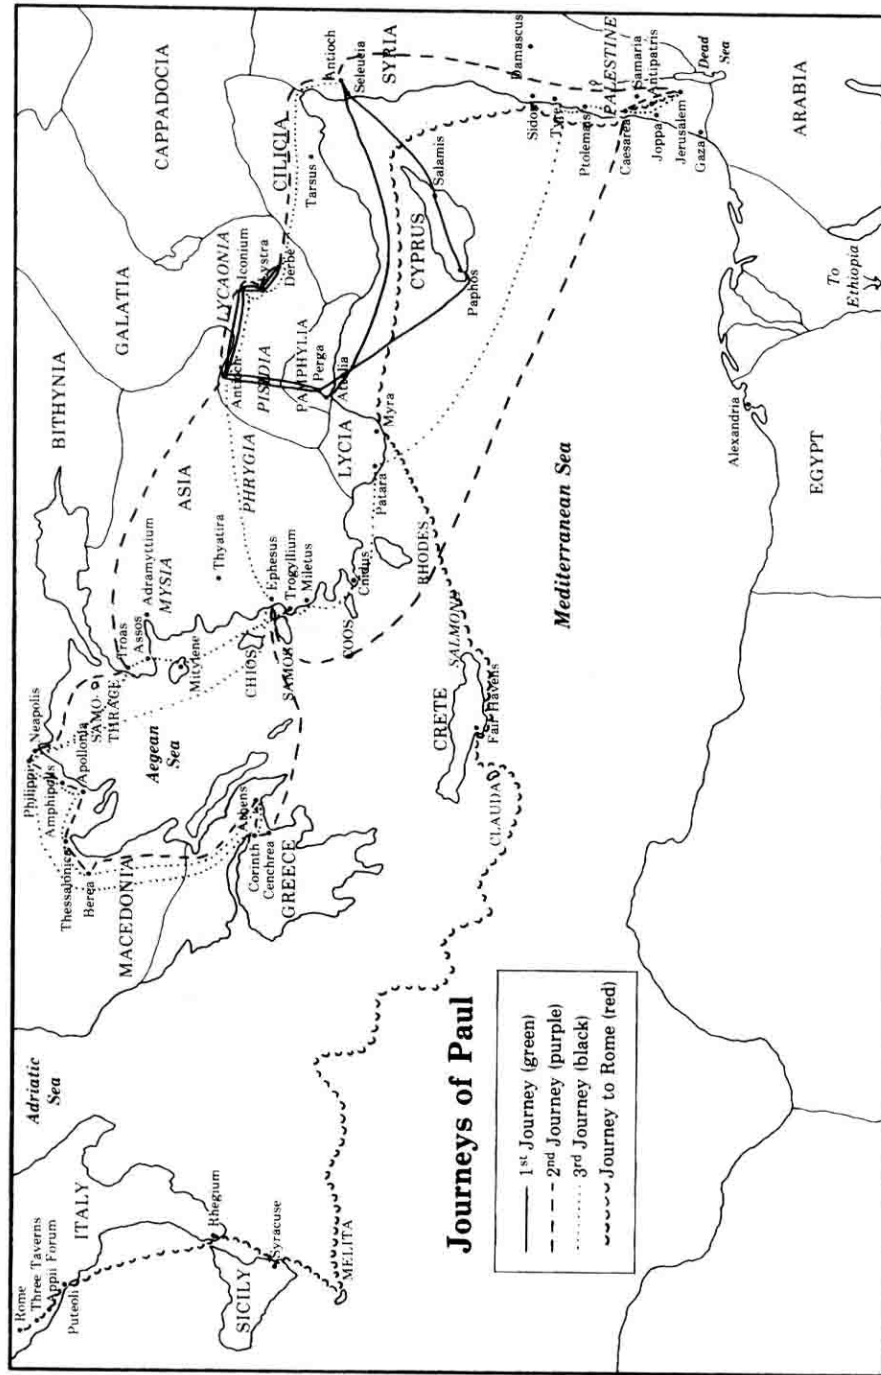 Rome
Three Taverns
Appii Forum
Puteoli
ITALY
Adriatic
Sea
Rhegium
SICILY
Syracuse
MELITA
Philippi
Neapolis
Amphipolis
Apollonia
Thessalonica
Berea
MACEDONIA
SAMO-
THRACE
Aegean
Sea
Athens
Corinth
Cenchrea
GREECE
Troas
Assos
Adramyttium
MYSIA
Mitylene
Thyatira
CHIOS
SAMOS
Ephesus
Trogyllium
Miletus
COOS
Cnidus
RHODES
ASIA
PHRYGIA
BITHYNIA
GALATIA
CAPPADOCIA
LYCAONIA
Iconium
Lystra
Derbe
Antioch
PISIDIA
PAMPHYLIA
Perga
Attalia
LYCIA
Patara
Myra
CILICIA
Tarsus
Antioch
Seleucia
SYRIA
CYPRUS
Salamis
Paphos
Damascus
Sidon
Tyre
Ptolemais
PALESTINE
Caesarea
Samaria
Antipatris
Joppa
Jerusalem
Gaza
Dead
Sea
ARABIA
SALMONE
CRETE
Fair Havens
CLAUDA
Mediterranean Sea
Alexandria
EGYPT
To
Ethiopia
Journeys of Paul
1st Journey (green)
2nd Journey (purple)
3rd Journey (black)
Journey to Rome (red)